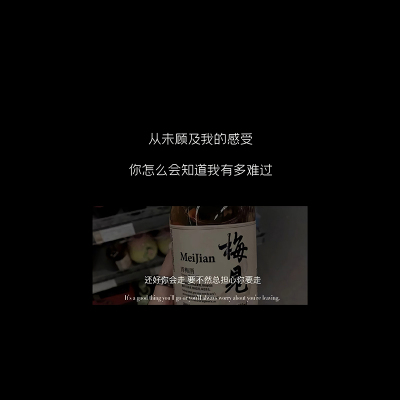 从未顾及我的感受
你怎么会知道我有多难过
MeiJian
梅见
还好你会走 要不然总担心你要走
It's a good thing you'll go or you'll always worry about you're leaving.